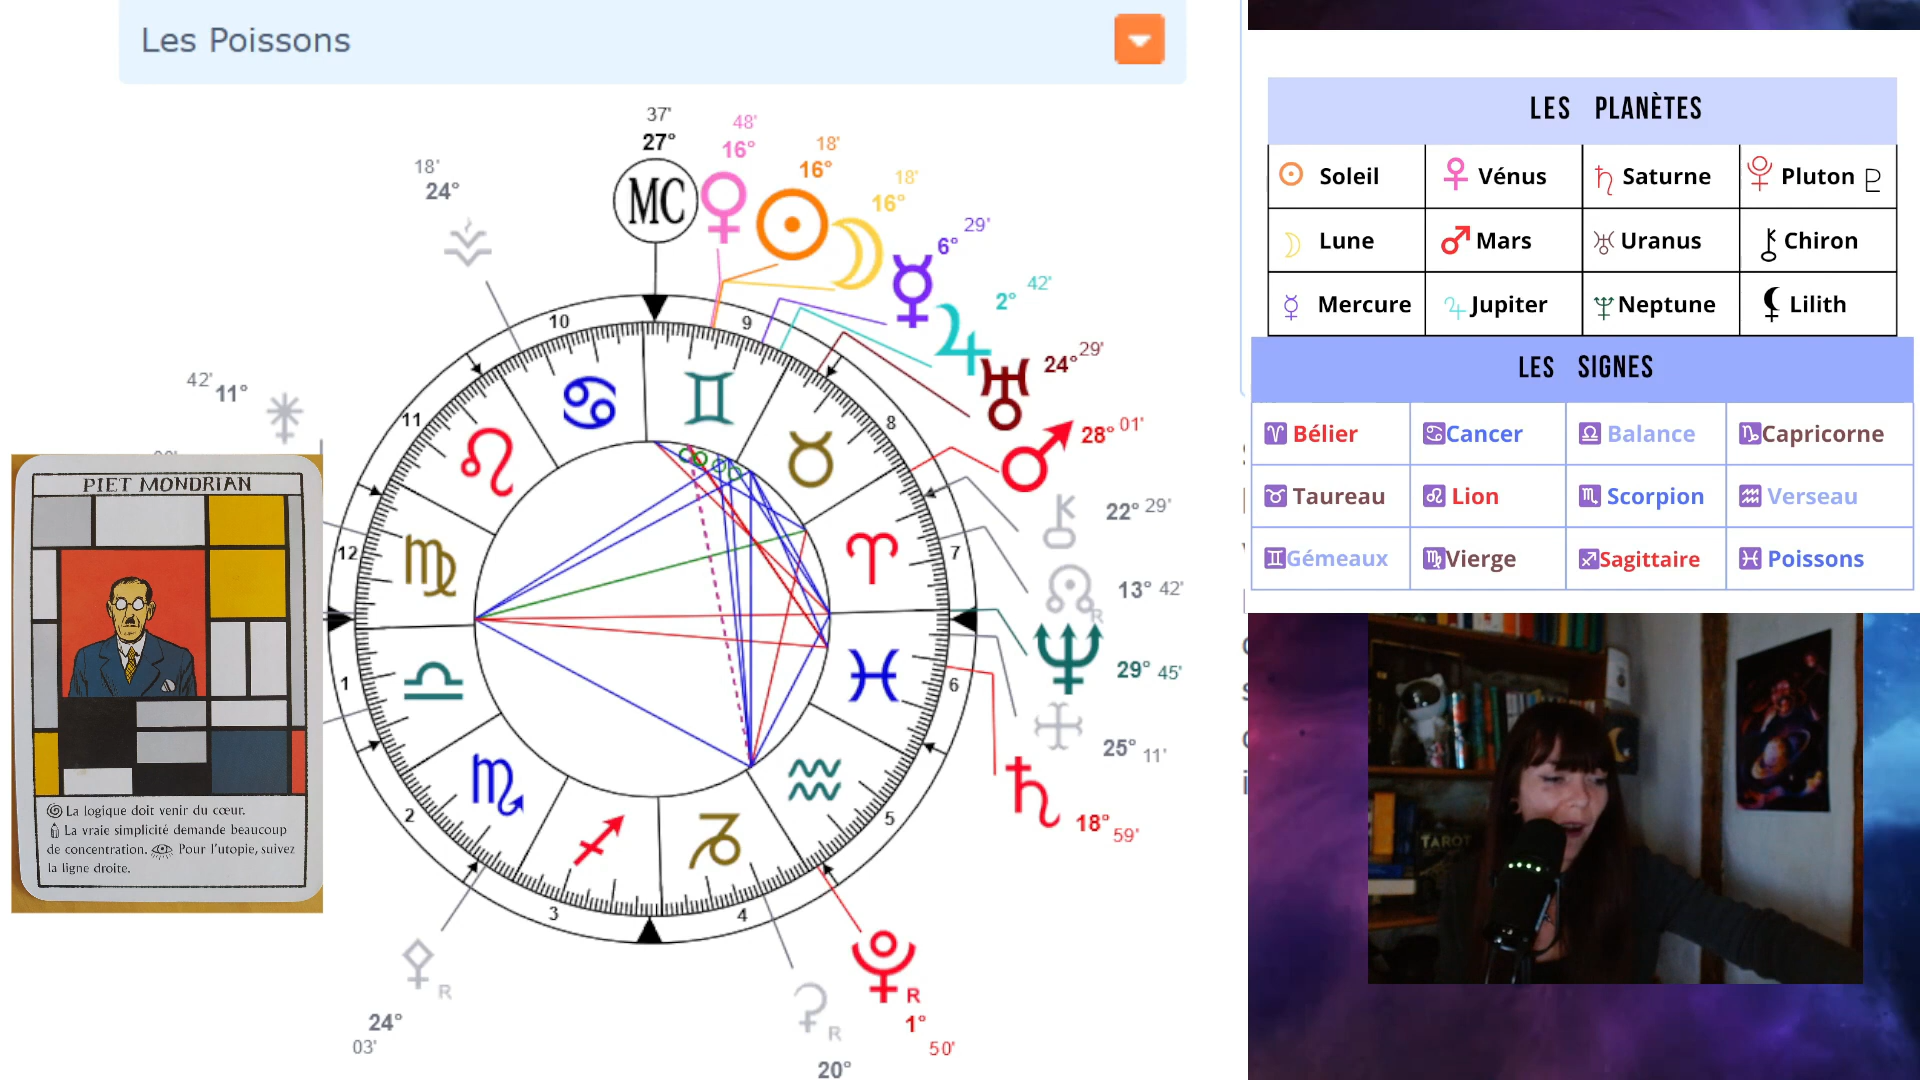 Les Poissons
37'
27°
MC
48'
16°
18'
16°
18'
16°
29'
6°
42'
2°
29'
24°
01'
28°
22° 29'
13° 42'
R
29° 45'
25° 11'
18° 59'
R
1°
50'
R
20°
R
24°
03'
42'
11°
18'
24°
10
9
11
8
12
7
1
6
2
5
3
4
PIET MONDRIAN
La logique doit venir du cœur.
La vraie simplicité demande beaucoup
de concentration. Pour l'utopie, suivez
la ligne droite.
LES PLANÈTES
Soleil Vénus Saturne Pluton
Lune Mars Uranus Chiron
Mercure Jupiter Neptune Lilith
LES SIGNES
Bélier Cancer Balance Capricorne
Taureau Lion Scorpion Verseau
Gémeaux Vierge Sagittaire Poissons
TAROT